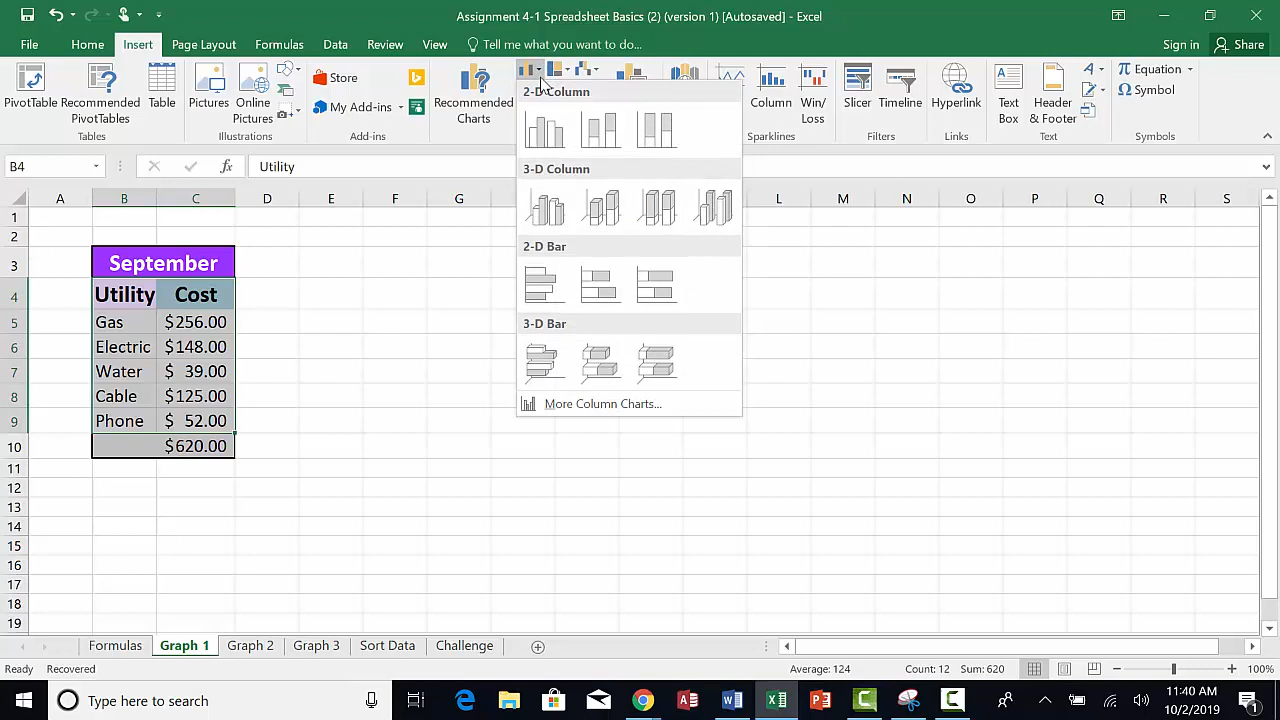 Assignment 4-1 Spreadsheet Basics (2) (version 1) [Autosaved] - Excel
File Home Insert Page Layout Formulas Data Review View Tell me what you want to do... Sign in Share
PivotTable Recommended PivotTables Table
Tables
Pictures Online Pictures
Illustrations
Store
My Add-ins
Add-ins
Recommended Charts
Column Win/Loss
Sparklines
Slicer Timeline
Filters
Hyperlink
Links
Text Box Header & Footer
Text
Equation
Symbol
Symbols
2-D Column
3-D Column
2-D Bar
3-D Bar
More Column Charts...
B4 fx Utility
A B C D E F G L M N O P Q R S
1
2
3 September
4 Utility Cost
5 Gas $256.00
6 Electric $148.00
7 Water $ 39.00
8 Cable $125.00
9 Phone $ 52.00
10 $620.00
11
12
13
14
15
16
17
18
19
Formulas Graph 1 Graph 2 Graph 3 Sort Data Challenge
Ready Recovered Average: 124 Count: 12 Sum: 620 100%
Type here to search
11:40 AM
10/2/2019
1